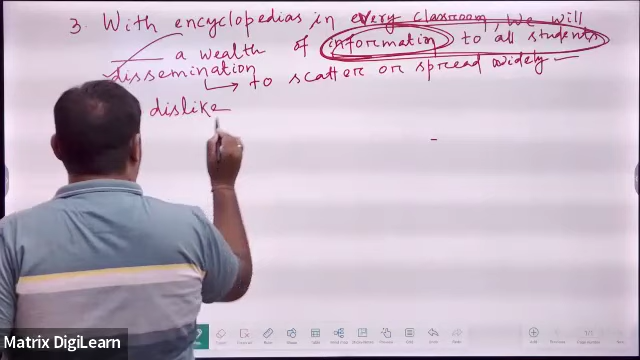 3. With encyclopedias in every classroom, We will
____ a wealth of information to all students
dissemination
↳ to scatter or spread widely
dislike
Matrix DigiLearn